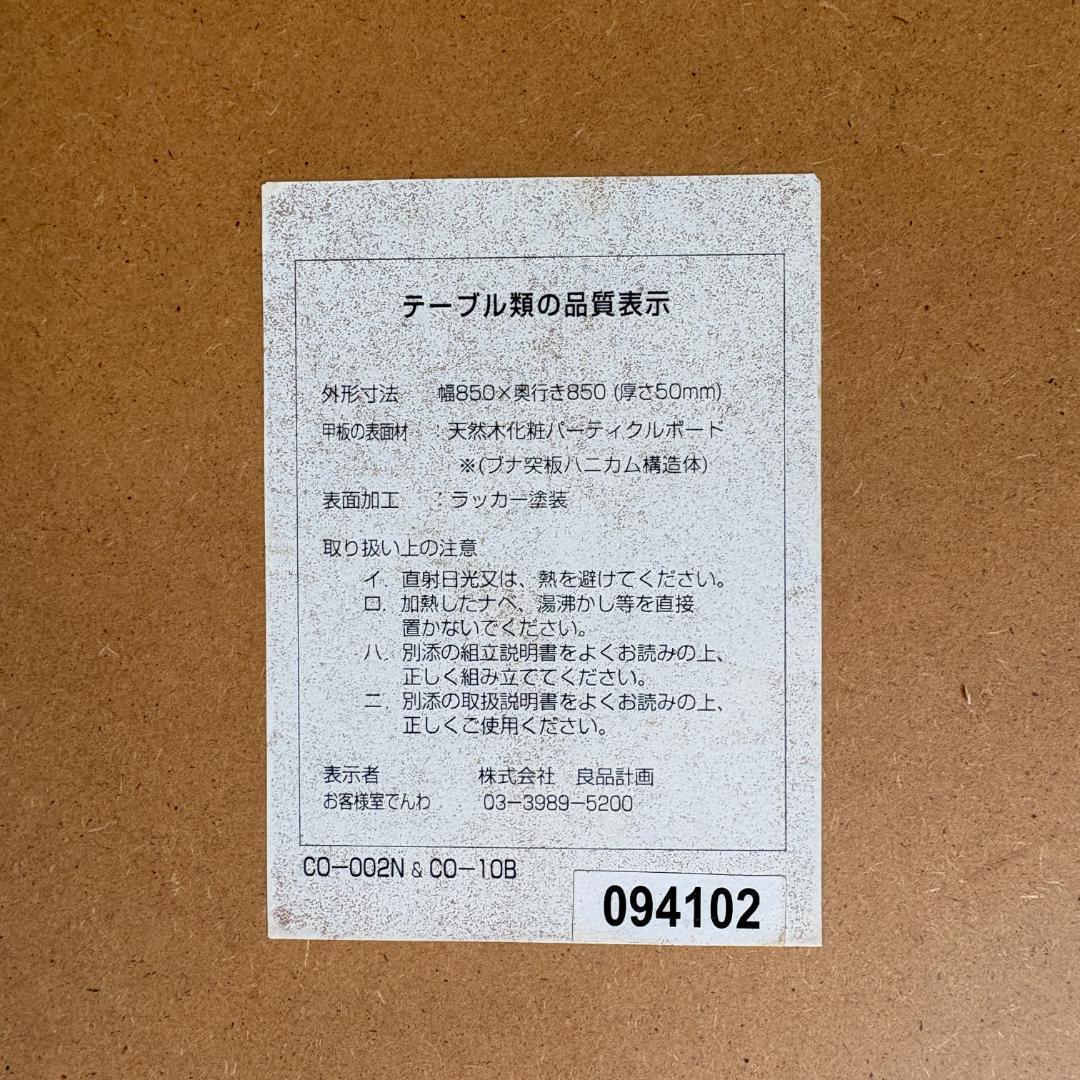 テーブル類の品質表示
外形寸法 幅850×奥行き850 (厚さ50mm)
甲板の表面材 : 天然木化粧パーティクルボード
※(ブナ突板ハニカム構造体)
表面加工 : ラッカー塗装
取り扱い上の注意
イ. 直射日光又は、熱を避けてください。
ロ. 加熱したナベ、湯沸かし等を直接
置かないでください。
ハ. 別添の組立説明書をよくお読みの上、
正しく組み立ててください。
ニ. 別添の取扱説明書をよくお読みの上、
正しくご使用ください。
表示者 株式会社 良品計画
お客様室でんわ 03-3989-5200
CO-002N & CO-10B
094102